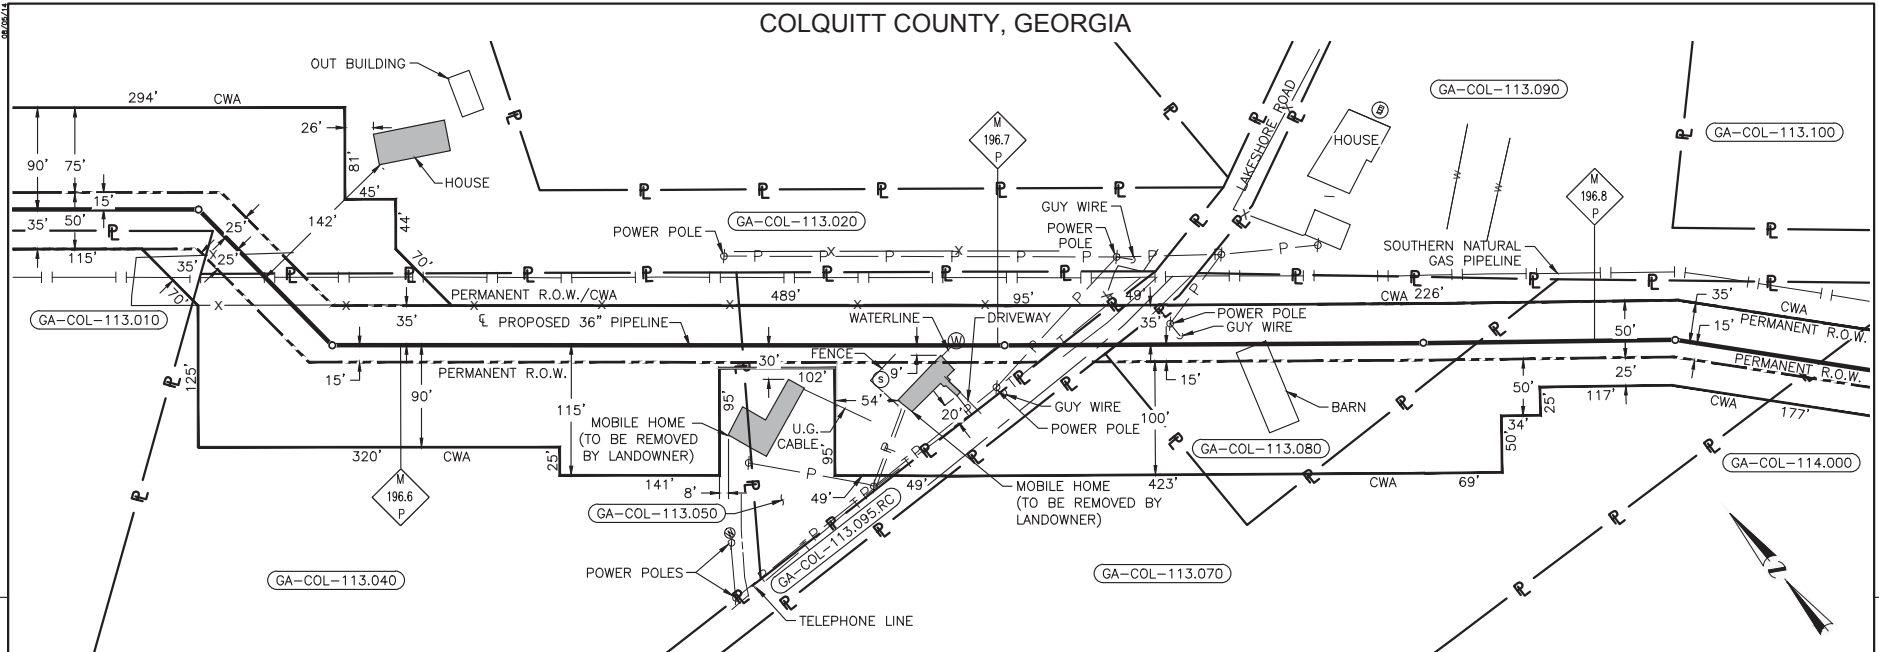 08/05/14
COLQUITT COUNTY, GEORGIA
OUT BUILDING
294' CWA
26'
HOUSE
81'
45'
44'
142'
90' 75'
15'
35' 50'
115'
25'
25'
35'
70'
70'
M
196.7
P
LAKESHORE ROAD
HOUSE
GA-COL-113.090
GA-COL-113.100
M
196.8
P
GA-COL-113.020
GUY WIRE
POWER
POLE
POWER POLE
SOUTHERN NATURAL
GAS PIPELINE
GA-COL-113.010
PERMANENT R.O.W./CWA
489'
95'
49'
CWA 226'
35'
CWA
PERMANENT R.O.W.
℄ PROPOSED 36" PIPELINE
35'
WATERLINE
DRIVEWAY
35'
POWER POLE
GUY WIRE
50'
15'
FENCE
PERMANENT R.O.W.
15'
PERMANENT R.O.W.
30'
102'
9'
15'
25'
125'
90'
115'
95'
54'
20'
GUY WIRE
POWER POLE
100'
BARN
50'
25'
117'
CWA
177'
MOBILE HOME
(TO BE REMOVED
BY LANDOWNER)
U.G.
CABLE
95'
34'
50'
GA-COL-113.080
GA-COL-114.000
320' CWA
25'
141'
8'
49'
49'
423'
CWA
69'
M
196.6
P
GA-COL-113.050
MOBILE HOME
(TO BE REMOVED BY
LANDOWNER)
GA-COL-113.095.RC
GA-COL-113.040
POWER POLES
GA-COL-113.070
TELEPHONE LINE